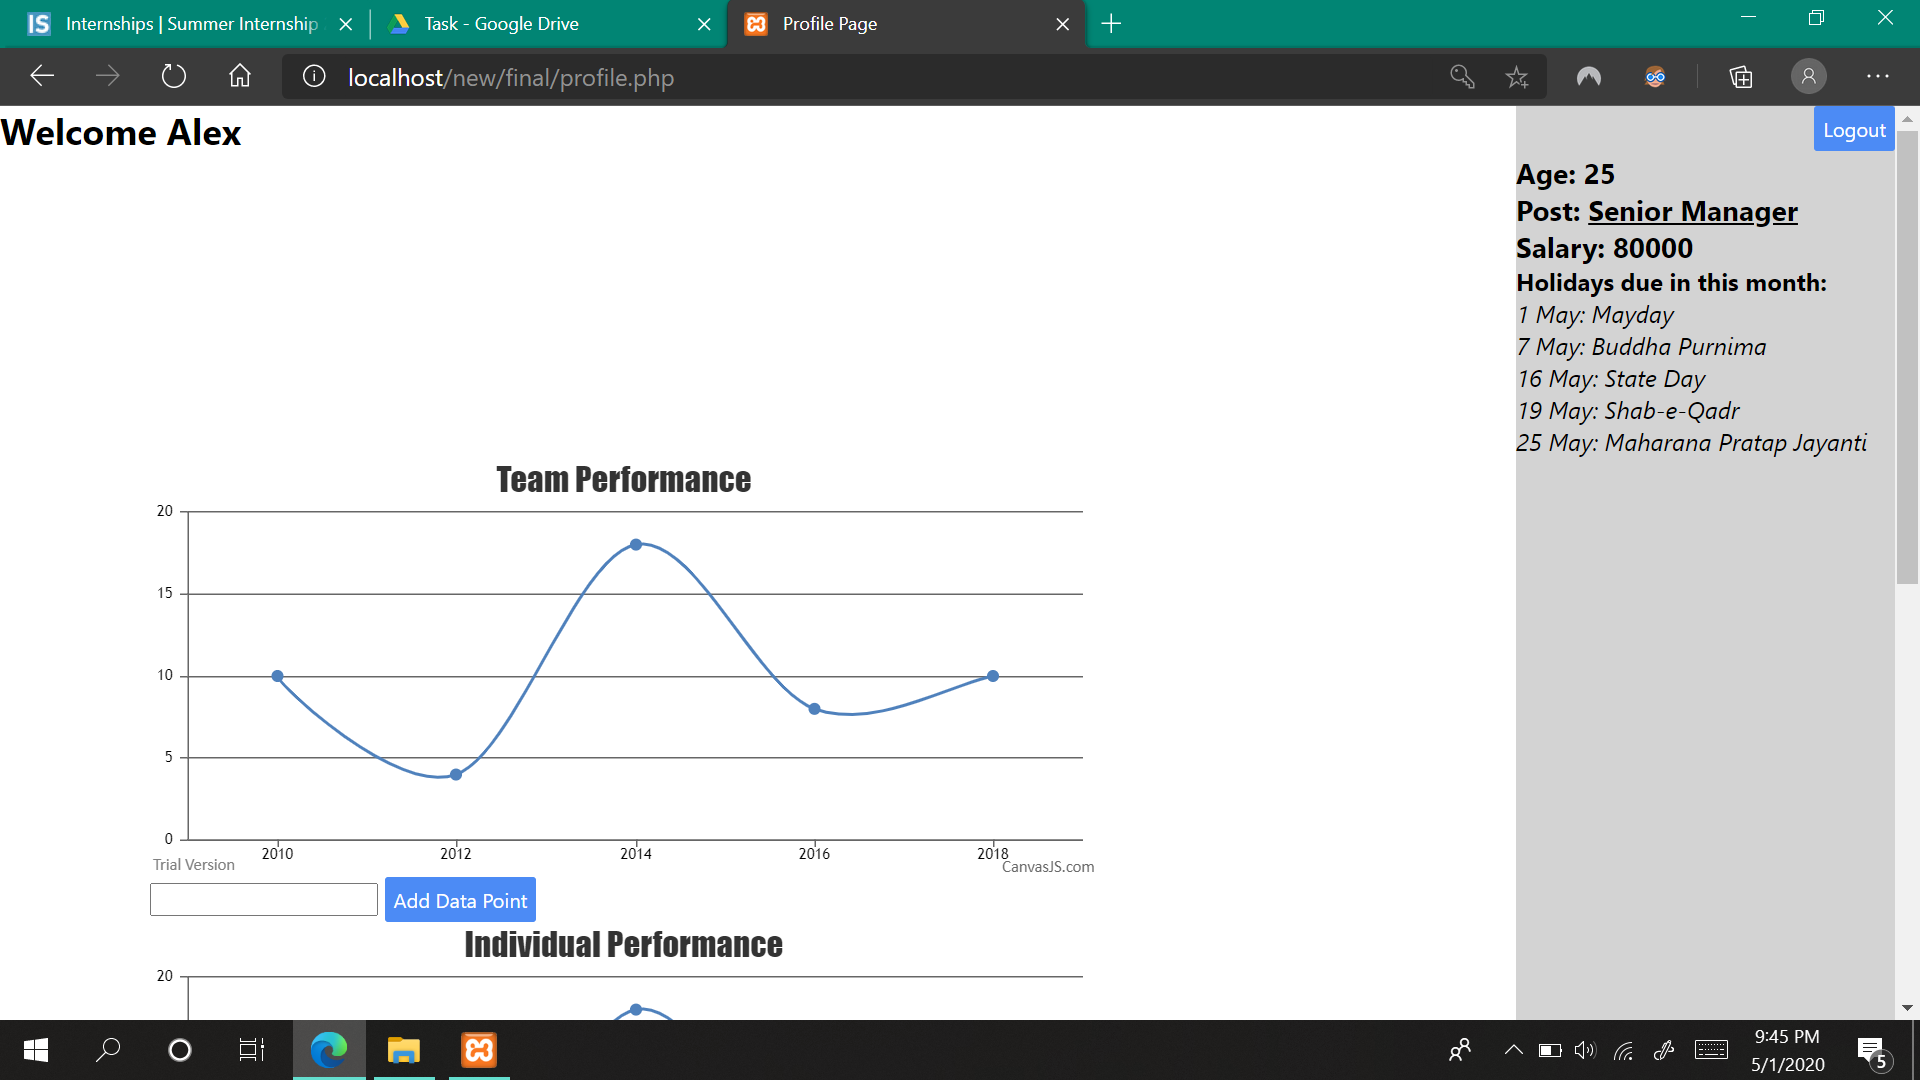 IS Internships | Summer Internship
Task - Google Drive
Profile Page
localhost/new/final/profile.php
Welcome Alex
Logout
Age: 25
Post: Senior Manager
Salary: 80000
Holidays due in this month:
1 May: Mayday
7 May: Buddha Purnima
16 May: State Day
19 May: Shab-e-Qadr
25 May: Maharana Pratap Jayanti
Team Performance
20
15
10
5
0
2010 2012 2014 2016 2018
Trial Version
CanvasJS.com
Add Data Point
Individual Performance
20
9:45 PM
5/1/2020
5